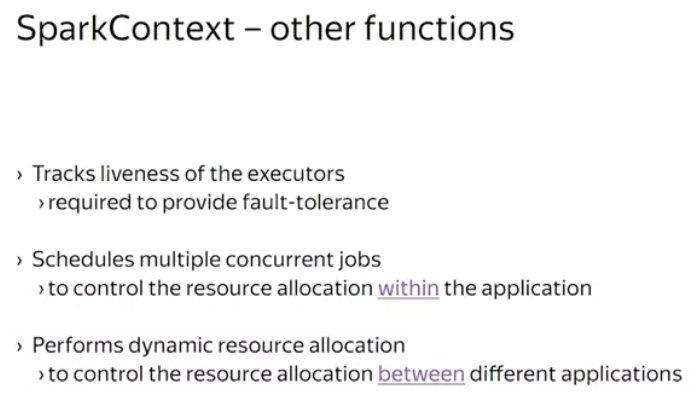 SparkContext – other functions
› Tracks liveness of the executors
› required to provide fault-tolerance
› Schedules multiple concurrent jobs
› to control the resource allocation within the application
› Performs dynamic resource allocation
› to control the resource allocation between different applications